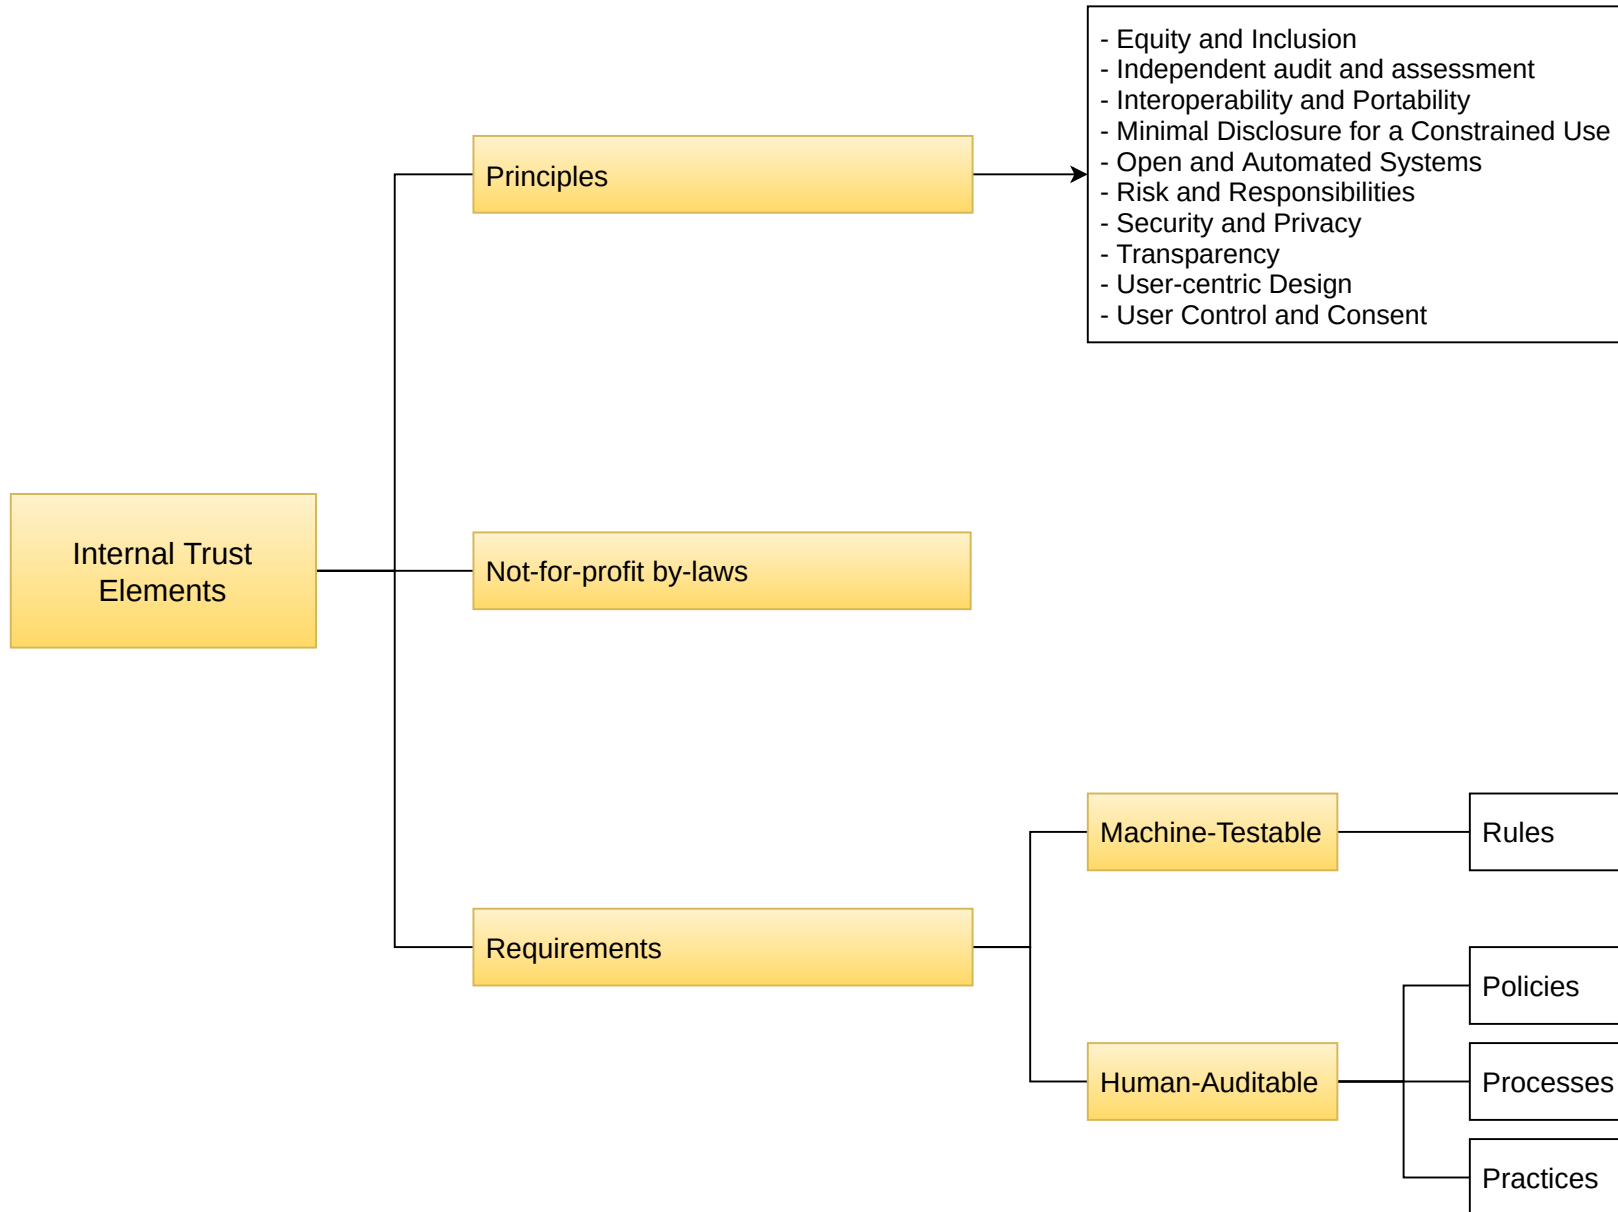 - Equity and Inclusion
- Independent audit and assessment
- Interoperability and Portability
- Minimal Disclosure for a Constrained Use
- Open and Automated Systems
- Risk and Responsibilities
- Security and Privacy
- Transparency
- User-centric Design
- User Control and Consent
Principles
Internal Trust
Elements
Not-for-profit by-laws
Requirements
Machine-Testable
Rules
Human-Auditable
Policies
Processes
Practices